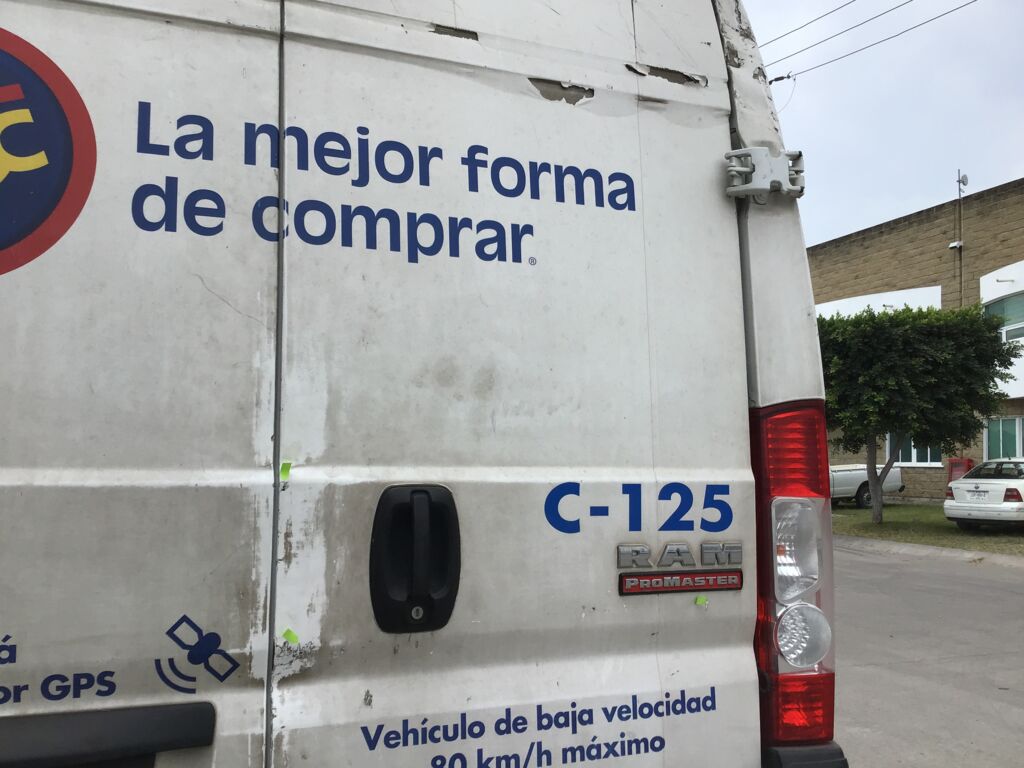 La mejor forma
de comprar®
C-125
RAM
PROMASTER
or GPS
Vehículo de baja velocidad
80 km/h máximo